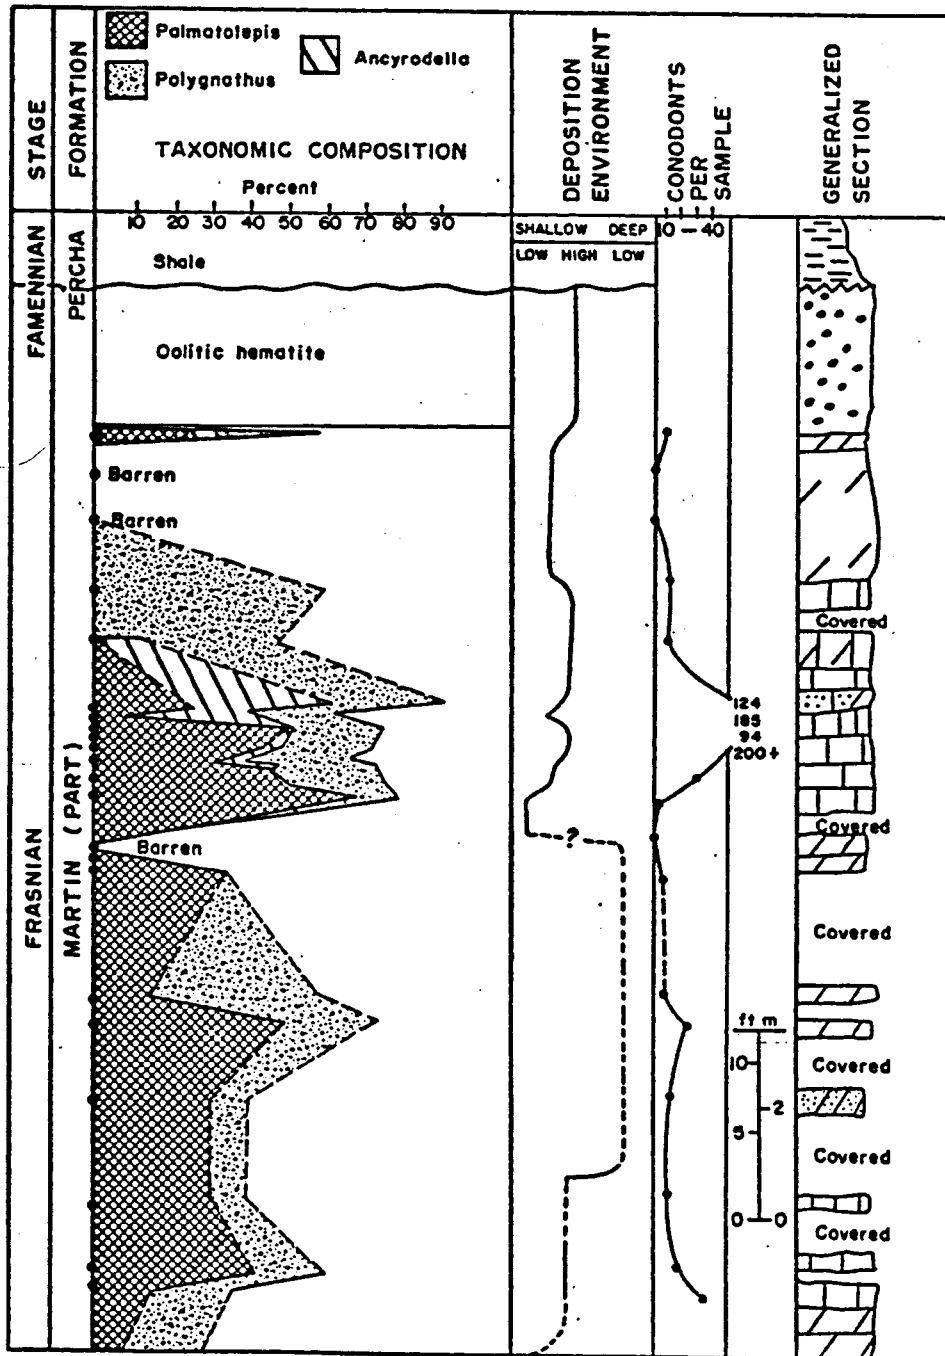 STAGE
FORMATION
Palmatolepis
Ancyrodella
Polygnathus
TAXONOMIC COMPOSITION
Percent
10 20 30 40 50 60 70 80 90
DEPOSITION
ENVIRONMENT
CONODONTS
PER
SAMPLE
GENERALIZED
SECTION
SHALLOW DEEP
LOW HIGH LOW
10 – 40
FAMENNIAN
PERCHA
Shale
Oolitic hematite
Barren
Barren
Covered
124
185
94
200+
FRASNIAN
MARTIN (PART)
?
Covered
Barren
Covered
ft m
10
Covered
2
5
Covered
0 0
Covered